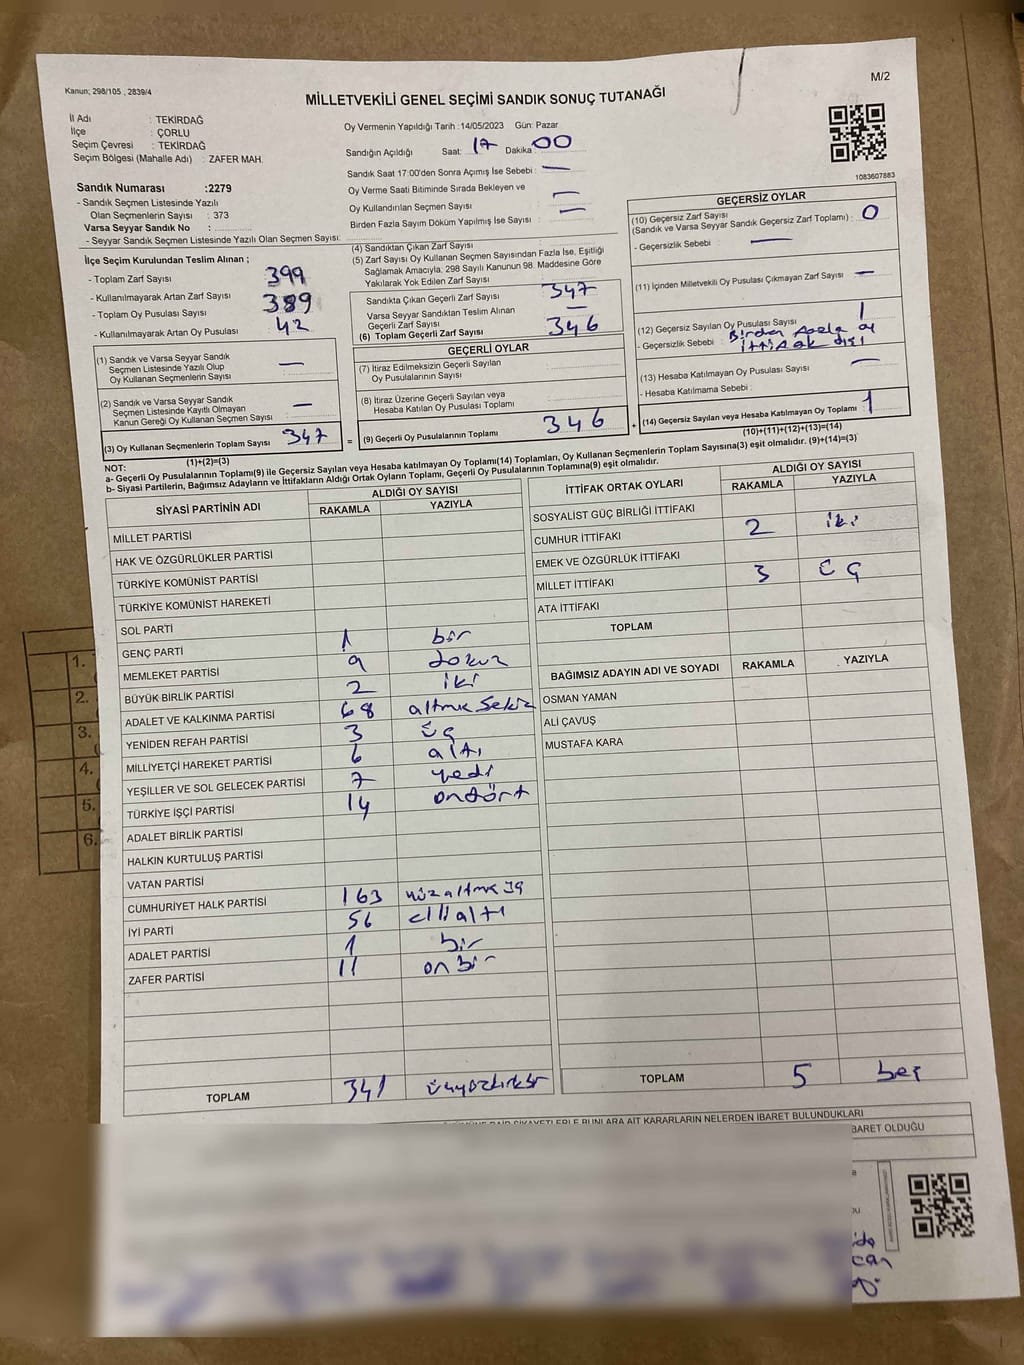 Kanun; 298/105 , 2839/4
M/2
MİLLETVEKİLİ GENEL SEÇİMİ SANDIK SONUÇ TUTANAĞI
İl Adı : TEKİRDAĞ
İlçe : ÇORLU
Seçim Çevresi : TEKİRDAĞ
Seçim Bölgesi (Mahalle Adı) : ZAFER MAH.
Oy Vermenin Yapıldığı Tarih :14/05/2023 Gün: Pazar
Sandığın Açıldığı Saat: 17 Dakika 00
Sandık Saat 17:00'den Sonra Açımış İse Sebebi : —
Oy Verme Saati Bitiminde Sırada Bekleyen ve
Oy Kullandırılan Seçmen Sayısı : —
Birden Fazla Sayım Döküm Yapılmış İse Sayısı : —
1083607883
Sandık Numarası :2279
- Sandık Seçmen Listesinde Yazılı
Olan Seçmenlerin Sayısı : 373
Varsa Seyyar Sandık No :
- Seyyar Sandık Seçmen Listesinde Yazılı Olan Seçmen Sayısı:
İlçe Seçim Kurulundan Teslim Alınan ;
- Toplam Zarf Sayısı 399
- Kullanılmayarak Artan Zarf Sayısı
- Toplam Oy Pusulası Sayısı 389
- Kullanılmayarak Artan Oy Pusulası 42
(1) Sandık ve Varsa Seyyar Sandık
Seçmen Listesinde Yazılı Olup
Oy Kullanan Seçmenlerin Sayısı : —
(2) Sandık ve Varsa Seyyar Sandık
Seçmen Listesinde Kayıtlı Olmayan
Kanun Gereği Oy Kullanan Seçmen Sayısı : —
(3) Oy Kullanan Seçmenlerin Toplam Sayısı 347 =
(1)+(2)=(3)
(4) Sandıktan Çıkan Zarf Sayısı :
(5) Zarf Sayısı Oy Kullanan Seçmen Sayısından Fazla İse, Eşitliği
Sağlamak Amacıyla; 298 Sayılı Kanunun 98. Maddesine Göre
Yakılarak Yok Edilen Zarf Sayısı :
Sandıkta Çıkan Geçerli Zarf Sayısı : 347
Varsa Seyyar Sandıktan Teslim Alınan
Geçerli Zarf Sayısı : —
(6) Toplam Geçerli Zarf Sayısı : 346
GEÇERLİ OYLAR
(7) İtiraz Edilmeksizin Geçerli Sayılan
Oy Pusulalarının Sayısı :
(8) İtiraz Üzerine Geçerli Sayılan veya
Hesaba Katılan Oy Pusulası Toplamı :
(9) Geçerli Oy Pusulalarının Toplamı 346 +
GEÇERSİZ OYLAR
(10) Geçersiz Zarf Sayısı
(Sandık ve Varsa Seyyar Sandık Geçersiz Zarf Toplamı) : 0
- Geçersizlik Sebebi : —
(11) İçinden Milletvekili Oy Pusulası Çıkmayan Zarf Sayısı : —
(12) Geçersiz Sayılan Oy Pusulası Sayısı 1
- Geçersizlik Sebebi : Birden Fazla oy
İttifak dışı
(13) Hesaba Katılmayan Oy Pusulası Sayısı —
- Hesaba Katılmama Sebebi :
(14) Geçersiz Sayılan veya Hesaba Katılmayan Oy Toplamı : 1
(10)+(11)+(12)+(13)=(14)
NOT:
a- Geçerli Oy Pusulalarının Toplamı(9) ile Geçersiz Sayılan veya Hesaba katılmayan Oy Toplamı(14) Toplamları, Oy Kullanan Seçmenlerin Toplam Sayısına(3) eşit olmalıdır. (9)+(14)=(3)
b- Siyasi Partilerin, Bağımsız Adayların ve İttifakların Aldığı Ortak Oyların Toplamı, Geçerli Oy Pusulalarının Toplamına(9) eşit olmalıdır.
SİYASİ PARTİNİN ADI ALDIĞI OY SAYISI
RAKAMLA YAZIYLA
MİLLET PARTİSİ
HAK VE ÖZGÜRLÜKLER PARTİSİ
TÜRKİYE KOMÜNİST PARTİSİ
TÜRKİYE KOMÜNİST HAREKETİ
SOL PARTİ
GENÇ PARTİ 1 bir
MEMLEKET PARTİSİ 9 dokuz
BÜYÜK BİRLİK PARTİSİ 2 iki
ADALET VE KALKINMA PARTİSİ 68 altmıs sekiz
YENİDEN REFAH PARTİSİ 3 üç
MİLLİYETÇİ HAREKET PARTİSİ 6 altı
YEŞİLLER VE SOL GELECEK PARTİSİ 7 yedi
TÜRKİYE İŞÇİ PARTİSİ 14 ondört
ADALET BİRLİK PARTİSİ
HALKIN KURTULUŞ PARTİSİ
VATAN PARTİSİ
CUMHURİYET HALK PARTİSİ 163 yüzaltmıs üç
İYİ PARTİ 56 ellialtı
ADALET PARTİSİ 1 bir
ZAFER PARTİSİ 11 onbir
TOPLAM 341 üçyüzkırkbir
İTTİFAK ORTAK OYLARI ALDIĞI OY SAYISI
RAKAMLA YAZIYLA
SOSYALİST GÜÇ BİRLİĞİ İTTİFAKI
CUMHUR İTTİFAKI 2 iki
EMEK VE ÖZGÜRLÜK İTTİFAKI
MİLLET İTTİFAKI 3 üç
ATA İTTİFAKI
TOPLAM
BAĞIMSIZ ADAYIN ADI VE SOYADI RAKAMLA YAZIYLA
OSMAN YAMAN
ALİ ÇAVUŞ
MUSTAFA KARA
TOPLAM 5 beş
ŞİKAYETLERLE BUNLARA AİT KARARLARIN NELERDEN İBARET BULUNDUKLARI
BARET OLDUĞU
1.
2.
3.
4.
5.
6.